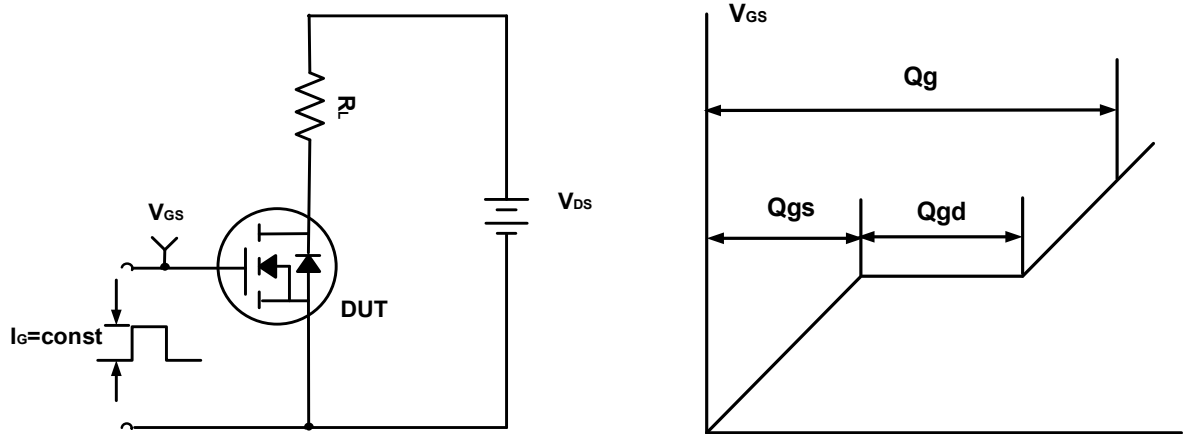 VGS
RL
VDS
DUT
IG=const
VGS
Qg
Qgs
Qgd